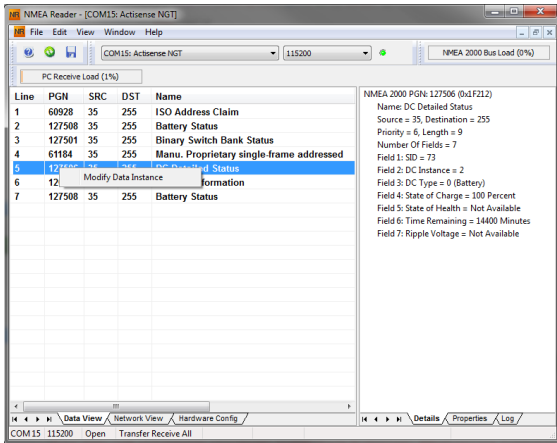 NR NMEA Reader - [COM15: Actisense NGT]
NR File Edit View Window Help
COM15: Actisense NGT 115200 NMEA 2000 Bus Load (0%)
PC Receive Load (1%)
Line PGN SRC DST Name
1 60928 35 255 ISO Address Claim
2 127508 35 255 Battery Status
3 127501 35 255 Binary Switch Bank Status
4 61184 35 255 Manu. Proprietary single-frame addressed
5
Modify Data Instance
6
7 127508 35 255 Battery Status
NMEA 2000 PGN: 127506 (0x1F212)
Name: DC Detailed Status
Source = 35, Destination = 255
Priority = 6, Length = 9
Number Of Fields = 7
Field 1: SID = 73
Field 2: DC Instance = 2
Field 3: DC Type = 0 (Battery)
Field 4: State of Charge = 100 Percent
Field 5: State of Health = Not Available
Field 6: Time Remaining = 14400 Minutes
Field 7: Ripple Voltage = Not Available
Data View Network View Hardware Config
Details Properties Log
COM 15 115200 Open Transfer Receive All